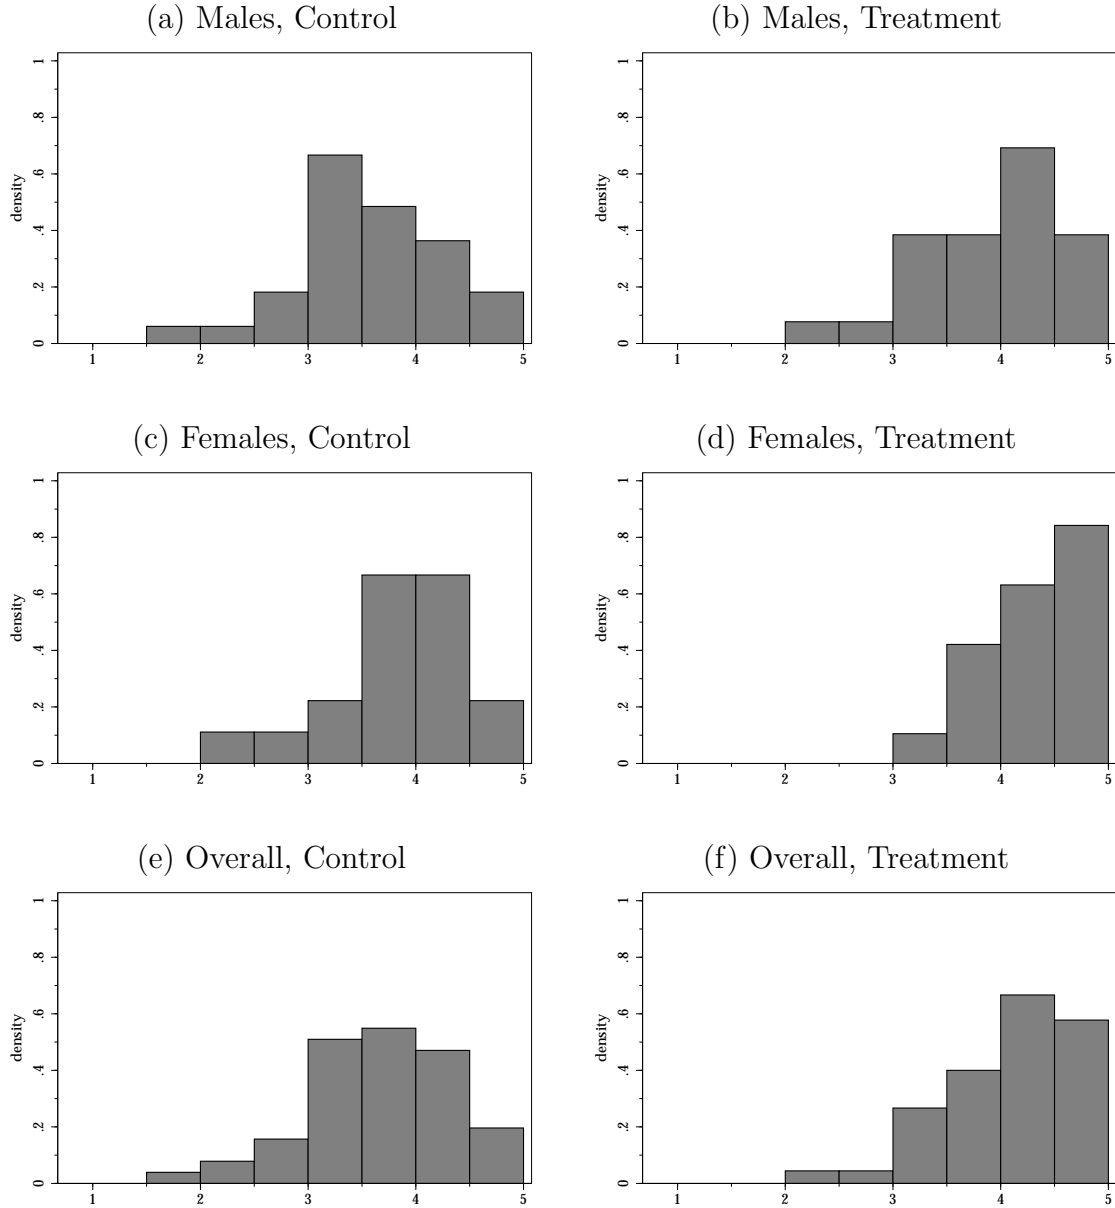 (a) Males, Control
(b) Males, Treatment
density
0 .2 .4 .6 .8 1
1 2 3 4 5
density
0 .2 .4 .6 .8 1
1 2 3 4 5
(c) Females, Control
(d) Females, Treatment
density
0 .2 .4 .6 .8 1
1 2 3 4 5
density
0 .2 .4 .6 .8 1
1 2 3 4 5
(e) Overall, Control
(f) Overall, Treatment
density
0 .2 .4 .6 .8 1
1 2 3 4 5
density
0 .2 .4 .6 .8 1
1 2 3 4 5